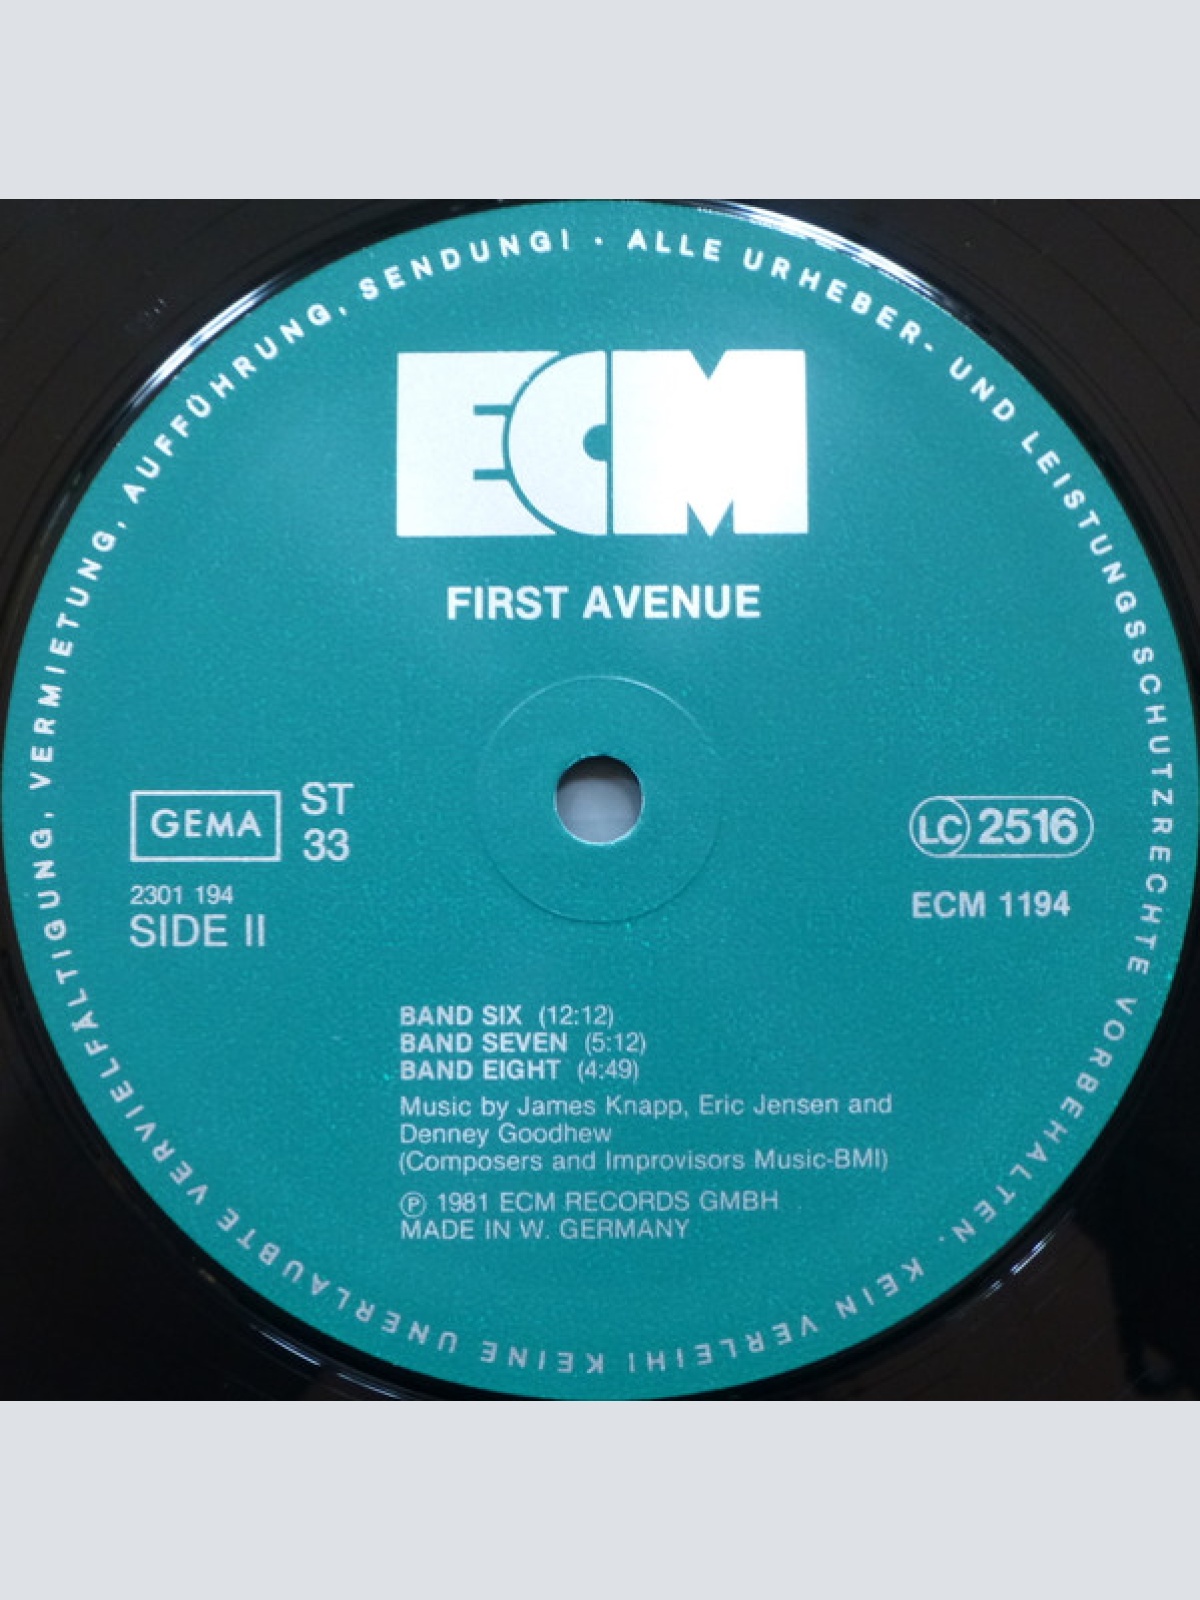 ALLE URHEBER- UND LEISTUNGSSCHUTZRECHTE VORBEHALTEN. KEIN VERLEIH! KEINE UNERLAUBTE VERVIELFÄLTIGUNG, VERMIETUNG, AUFFÜHRUNG, SENDUNG! ·
ECM
FIRST AVENUE
GEMA
ST
33
2301 194
SIDE II
LC 2516
ECM 1194
BAND SIX (12:12)
BAND SEVEN (5:12)
BAND EIGHT (4:49)
Music by James Knapp, Eric Jensen and
Denney Goodhew
(Composers and Improvisors Music-BMI)
Ⓟ 1981 ECM RECORDS GMBH
MADE IN W. GERMANY